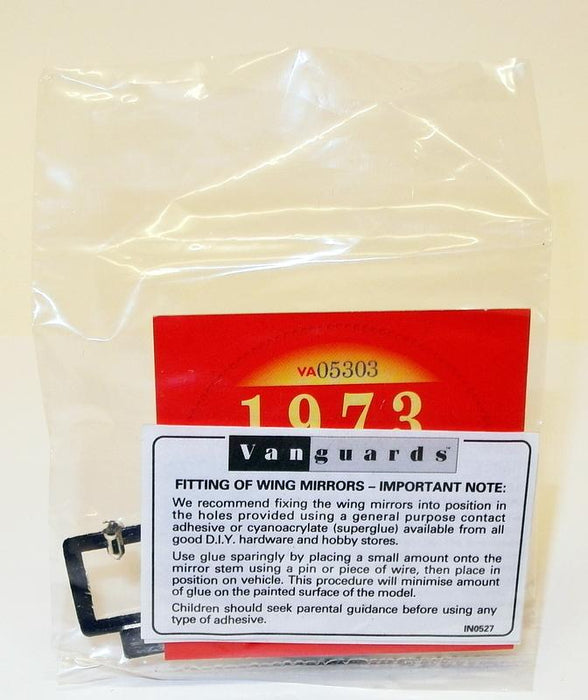 VA05303
1973
Vanguards™
FITTING OF WING MIRRORS – IMPORTANT NOTE:
We recommend fixing the wing mirrors into position in
the holes provided using a general purpose contact
adhesive or cyanoacrylate (superglue) available from all
good D.I.Y. hardware and hobby stores.
Use glue sparingly by placing a small amount onto the
mirror stem using a pin or piece of wire, then place in
position on vehicle. This procedure will minimise amount
of glue on the painted surface of the model.
Children should seek parental guidance before using any
type of adhesive.
IN0527